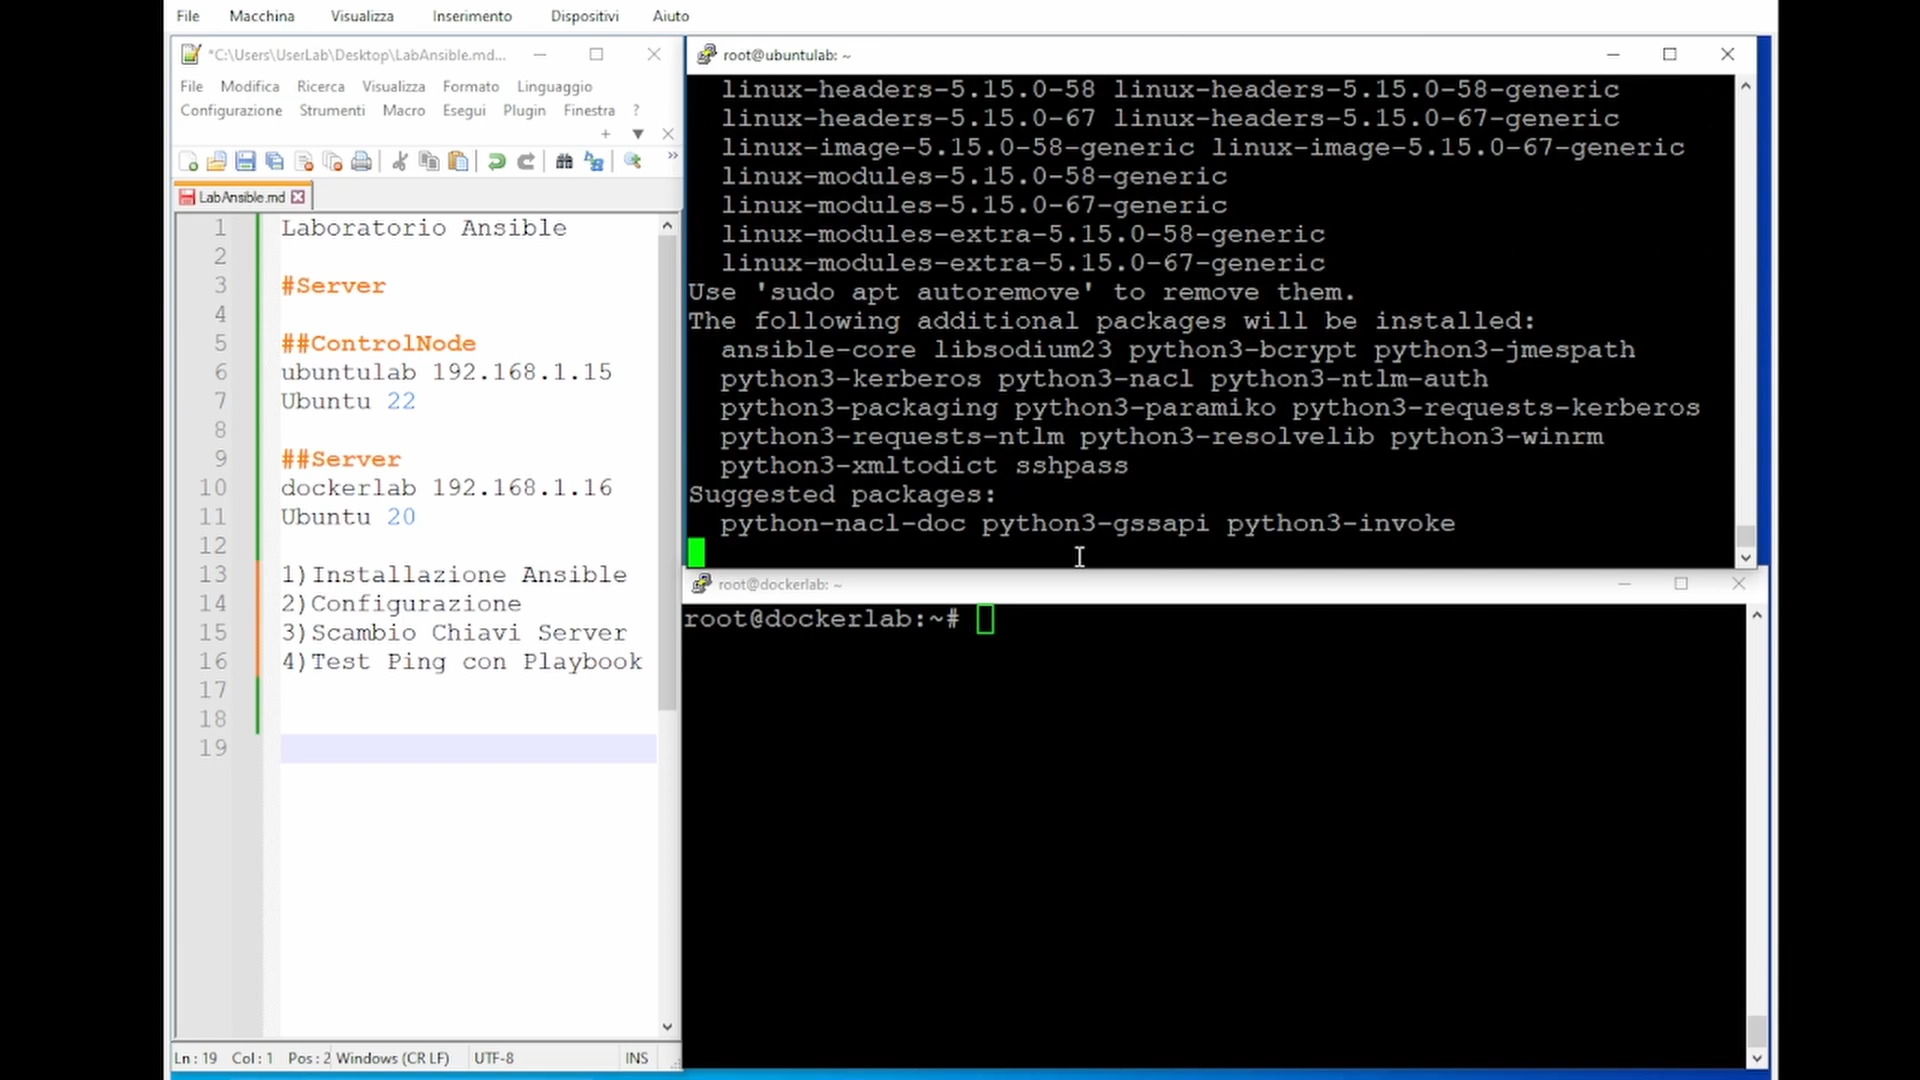 File Macchina Visualizza Inserimento Dispositivi Aiuto
*C:\Users\UserLab\Desktop\LabAnsible.md...
File Modifica Ricerca Visualizza Formato Linguaggio
Configurazione Strumenti Macro Esegui Plugin Finestra ?
LabAnsible.md
1 Laboratorio Ansible
2
3 #Server
4
5 ##ControlNode
6 ubuntulab 192.168.1.15
7 Ubuntu 22
8
9 ##Server
10 dockerlab 192.168.1.16
11 Ubuntu 20
12
13 1)Installazione Ansible
14 2)Configurazione
15 3)Scambio Chiavi Server
16 4)Test Ping con Playbook
17
18
19
Ln : 19 Col : 1 Pos : 2 Windows (CR LF) UTF-8 INS
root@ubuntulab: ~
linux-headers-5.15.0-58 linux-headers-5.15.0-58-generic
linux-headers-5.15.0-67 linux-headers-5.15.0-67-generic
linux-image-5.15.0-58-generic linux-image-5.15.0-67-generic
linux-modules-5.15.0-58-generic
linux-modules-5.15.0-67-generic
linux-modules-extra-5.15.0-58-generic
linux-modules-extra-5.15.0-67-generic
Use 'sudo apt autoremove' to remove them.
The following additional packages will be installed:
ansible-core libsodium23 python3-bcrypt python3-jmespath
python3-kerberos python3-nacl python3-ntlm-auth
python3-packaging python3-paramiko python3-requests-kerberos
python3-requests-ntlm python3-resolvelib python3-winrm
python3-xmltodict sshpass
Suggested packages:
python-nacl-doc python3-gssapi python3-invoke
root@dockerlab: ~
root@dockerlab:~#